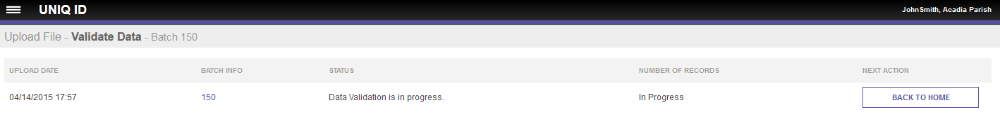 UNIQ ID
JohnSmith, Acadia Parish
Upload File - Validate Data - Batch 150
UPLOAD DATE BATCH INFO STATUS NUMBER OF RECORDS NEXT ACTION
04/14/2015 17:57 150 Data Validation is in progress. In Progress BACK TO HOME